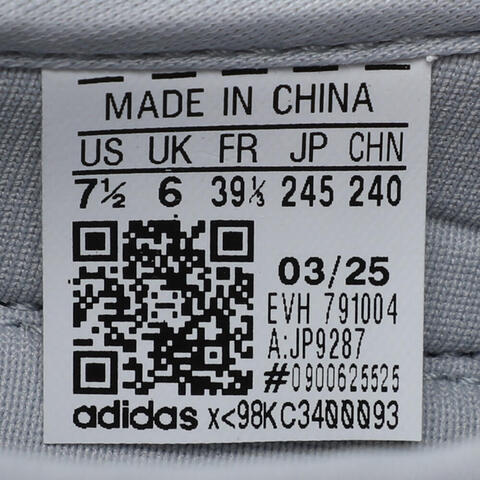 MADE IN CHINA
US UK FR JP CHN
7½ 6 39⅓ 245 240
03/25
EVH 791004
A:JP9287
#0900625525
adidas x<98KC3400093